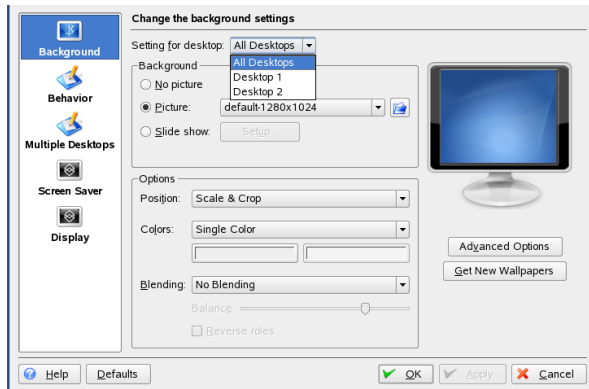 Change the background settings
Background
Behavior
Multiple Desktops
Screen Saver
Display
Setting for desktop: All Desktops
All Desktops
Desktop 1
Desktop 2
Background
No picture
Picture: default-1280x1024
Slide show: Setup...
Options
Position: Scale & Crop
Colors: Single Color
Blending: No Blending
Balance:
Reverse roles
Advanced Options
Get New Wallpapers
Help
Defaults
OK
Apply
Cancel